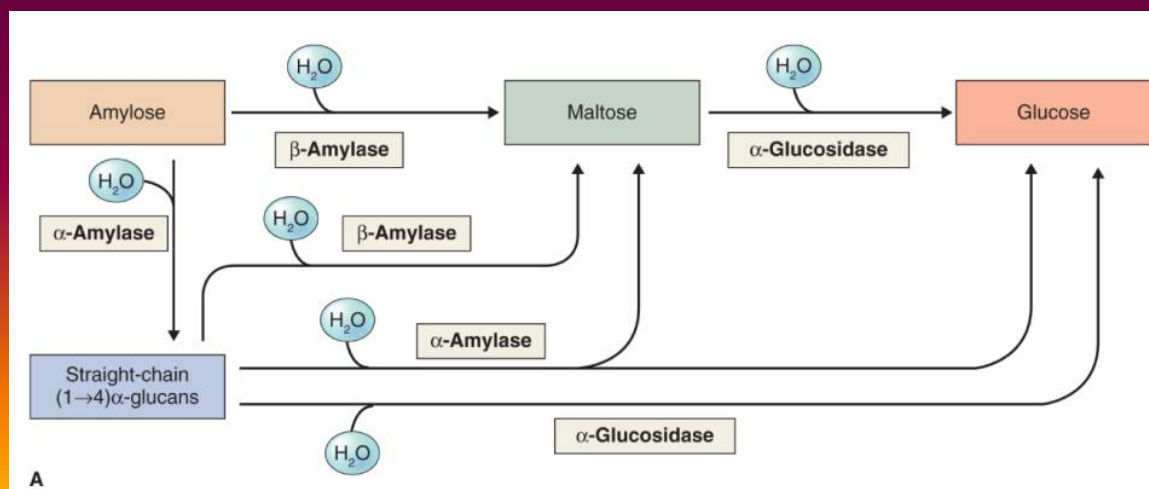 H₂O
H₂O
Amylose
Maltose
Glucose
β-Amylase
α-Glucosidase
H₂O
α-Amylase
H₂O
β-Amylase
H₂O
α-Amylase
Straight-chain
(1→4)α-glucans
α-Glucosidase
H₂O
A